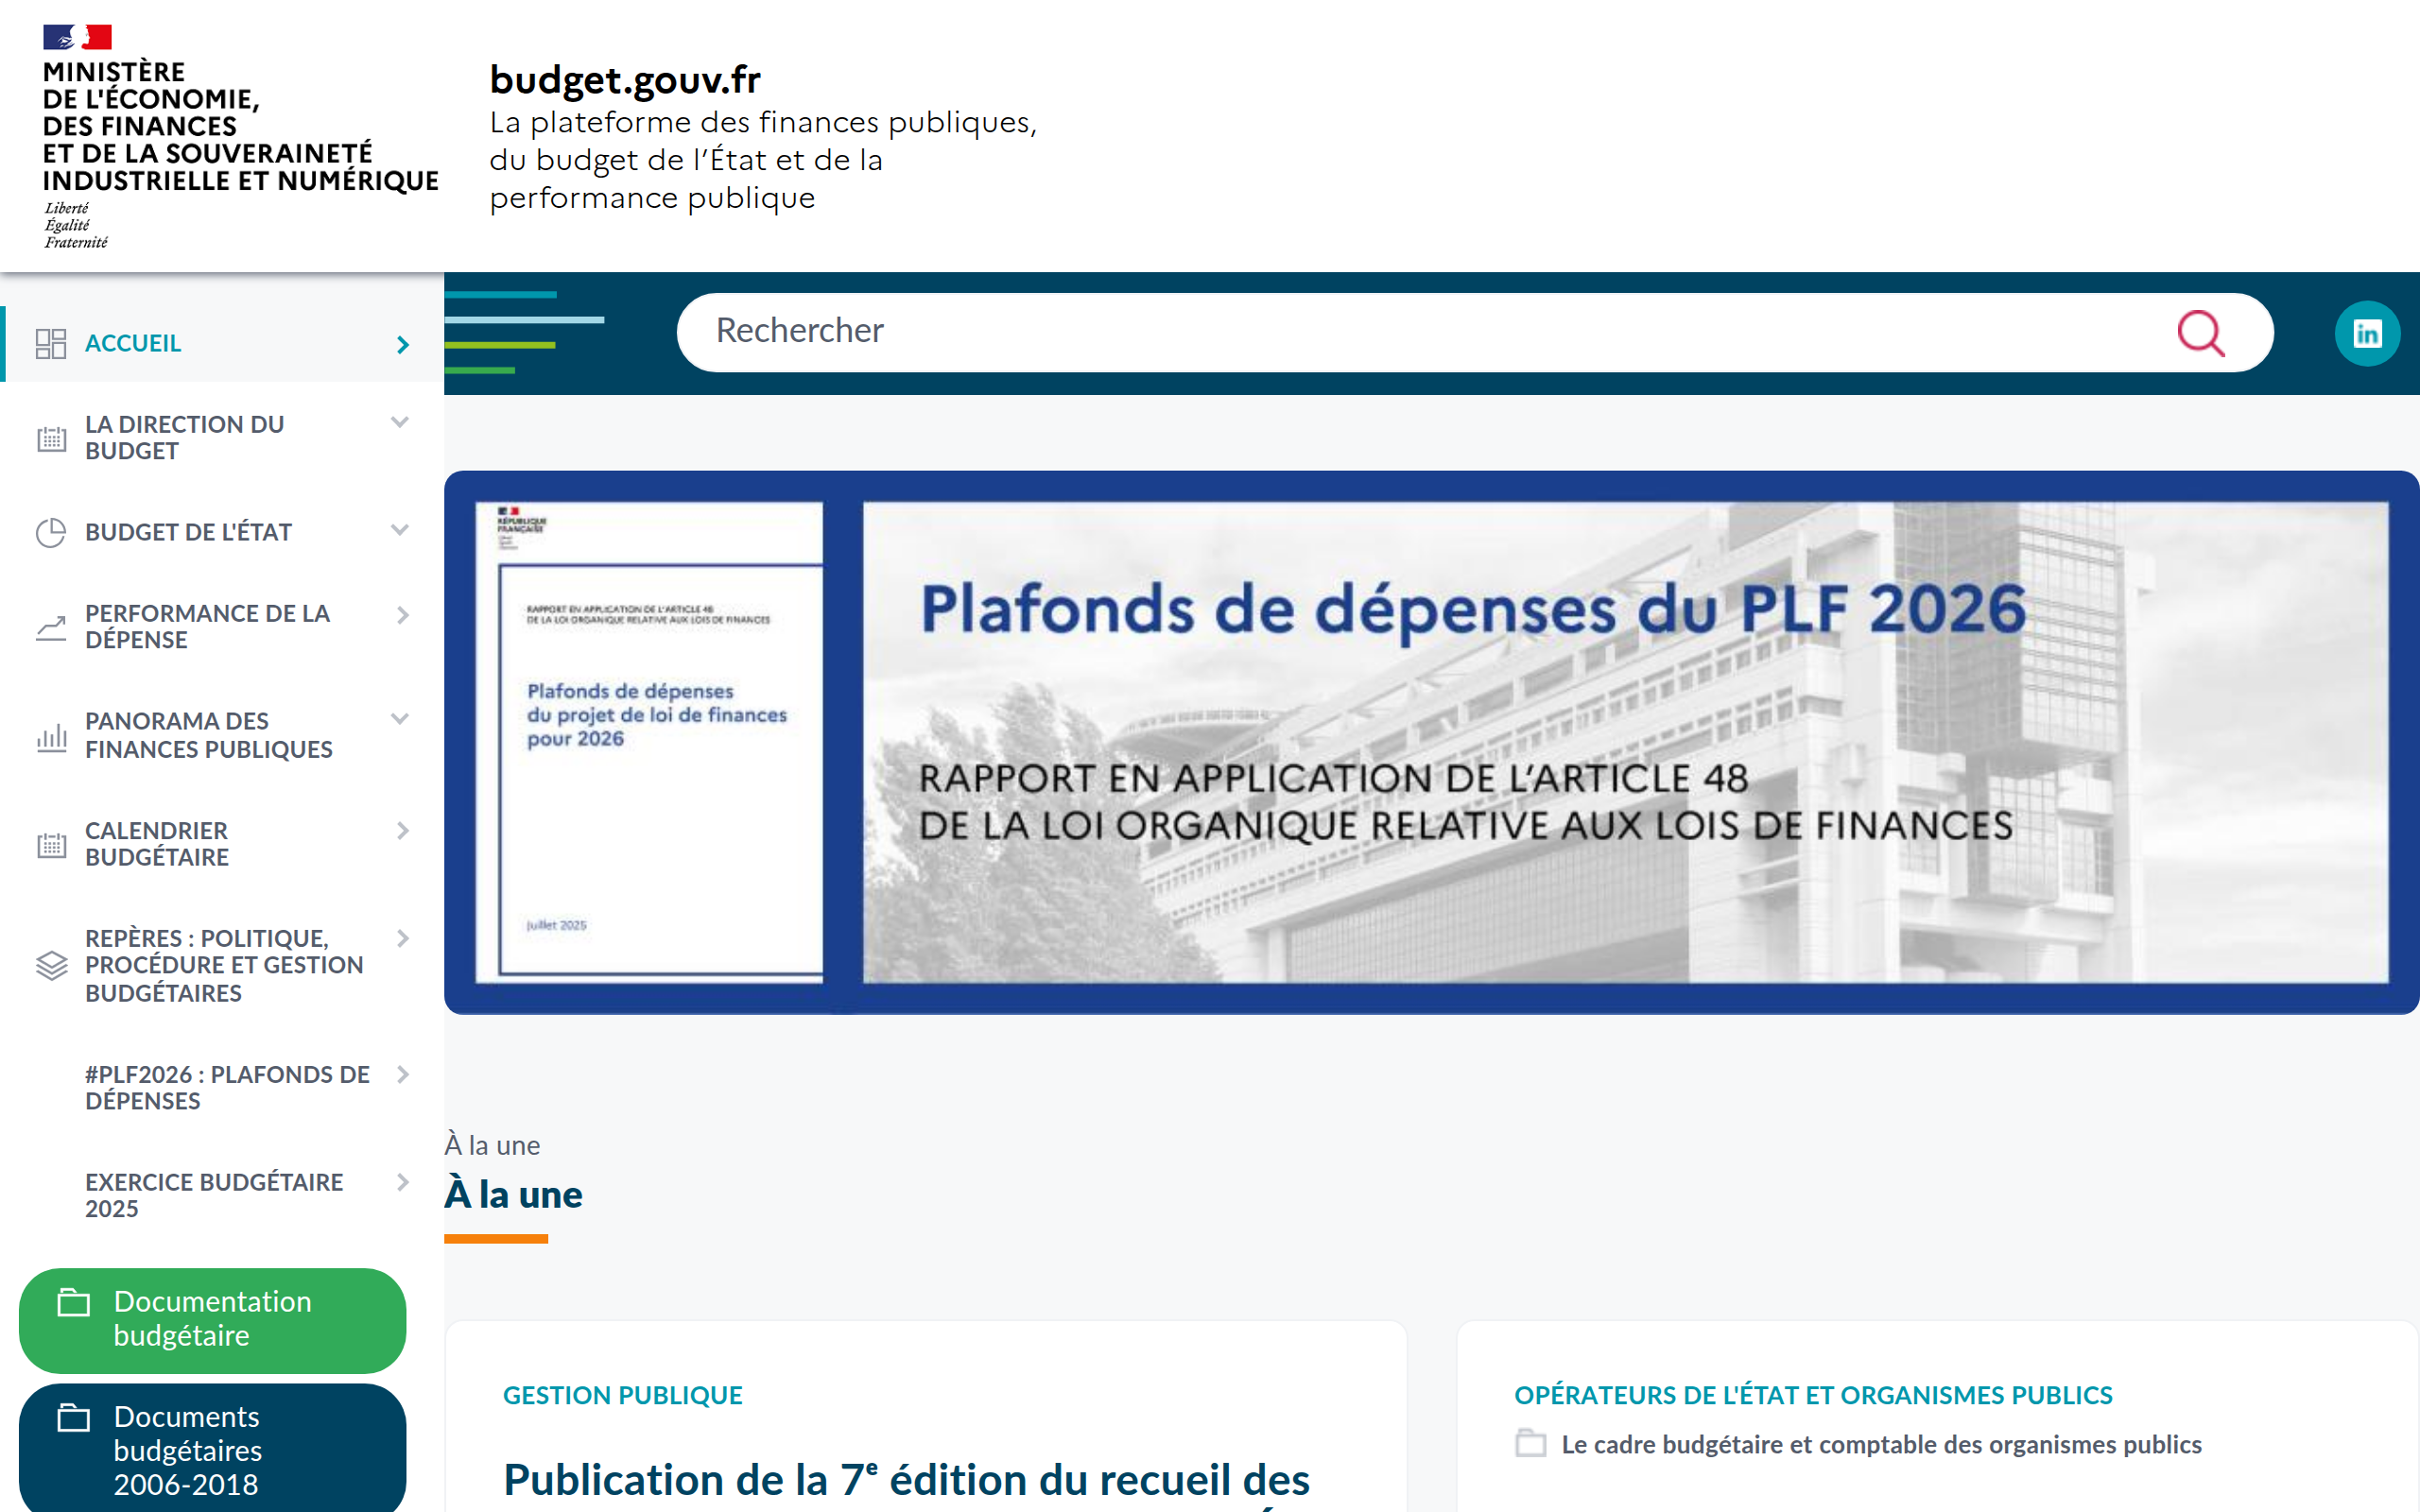 MINISTÈRE
DE L'ÉCONOMIE,
DES FINANCES
ET DE LA SOUVERAINETÉ
INDUSTRIELLE ET NUMÉRIQUE
Liberté
Égalité
Fraternité
budget.gouv.fr
La plateforme des finances publiques,
du budget de l’État et de la
performance publique
Rechercher
in
ACCUEIL
LA DIRECTION DU
BUDGET
BUDGET DE L'ÉTAT
PERFORMANCE DE LA
DÉPENSE
PANORAMA DES
FINANCES PUBLIQUES
CALENDRIER
BUDGÉTAIRE
REPÈRES : POLITIQUE,
PROCÉDURE ET GESTION
BUDGÉTAIRES
#PLF2026 : PLAFONDS DE
DÉPENSES
EXERCICE BUDGÉTAIRE
2025
Documentation
budgétaire
Documents
budgétaires
2006-2018
RÉPUBLIQUE
FRANÇAISE
RAPPORT EN APPLICATION DE L'ARTICLE 48
DE LA LOI ORGANIQUE RELATIVE AUX LOIS DE FINANCES
Plafonds de dépenses
du projet de loi de finances
pour 2026
Juillet 2025
Plafonds de dépenses du PLF 2026
RAPPORT EN APPLICATION DE L’ARTICLE 48
DE LA LOI ORGANIQUE RELATIVE AUX LOIS DE FINANCES
À la une
À la une
GESTION PUBLIQUE
Publication de la 7e édition du recueil des
OPÉRATEURS DE L'ÉTAT ET ORGANISMES PUBLICS
Le cadre budgétaire et comptable des organismes publics